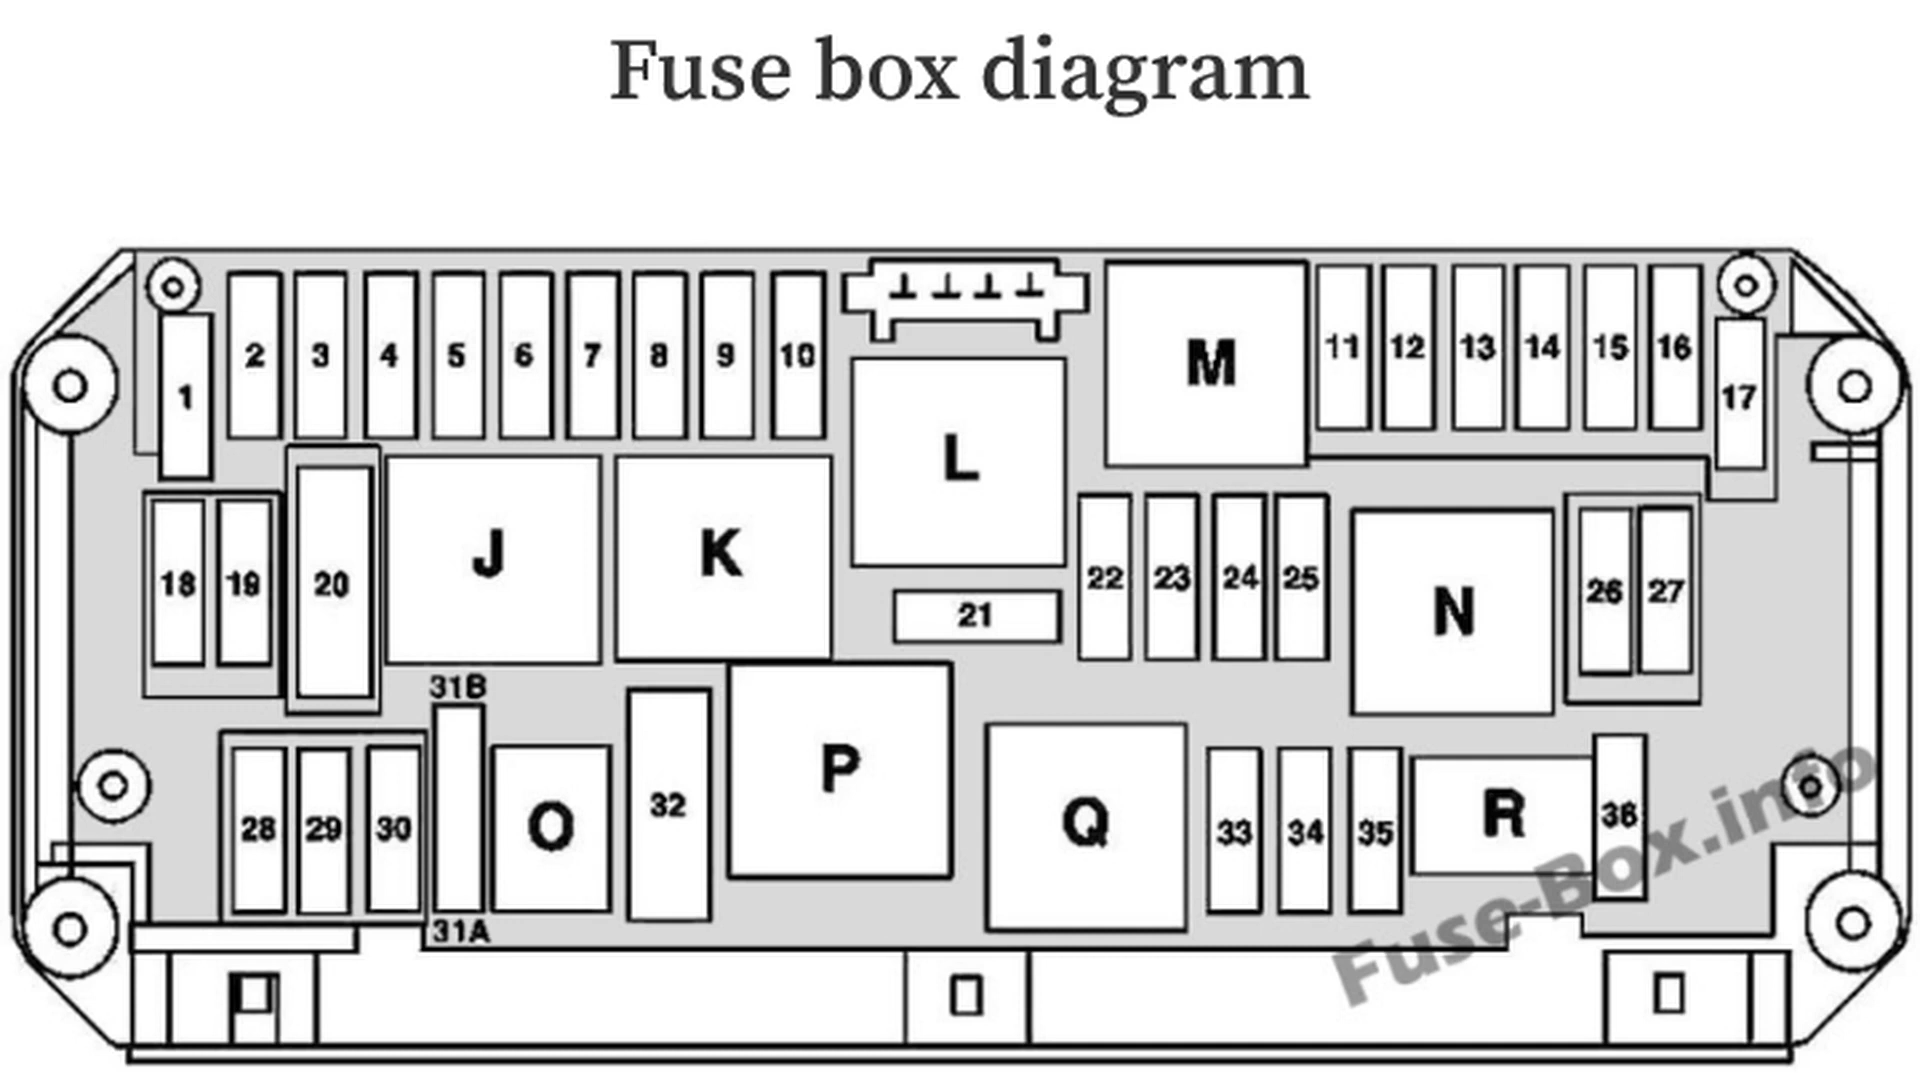 Fuse box diagram
1 2 3 4 5 6 7 8 9 10 M 11 12 13 14 15 16 17
L
18 19 20 J K
21
22 23 24 25 N 26 27
31B
28 29 30 O 32 P Q 33 34 35 R 36
31A
Fuse-Box.info